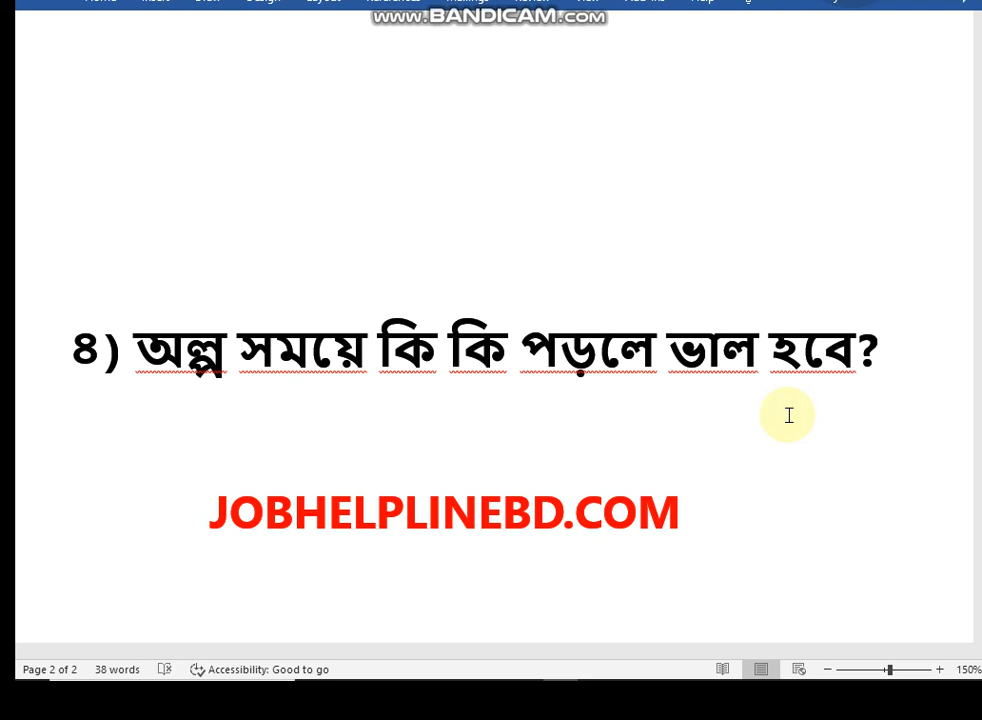 www.BANDICAM.com
৪) অল্প সময়ে কি কি পড়লে ভাল হবে?
JOBHELPLINEBD.COM
Page 2 of 2 38 words Accessibility: Good to go 150%